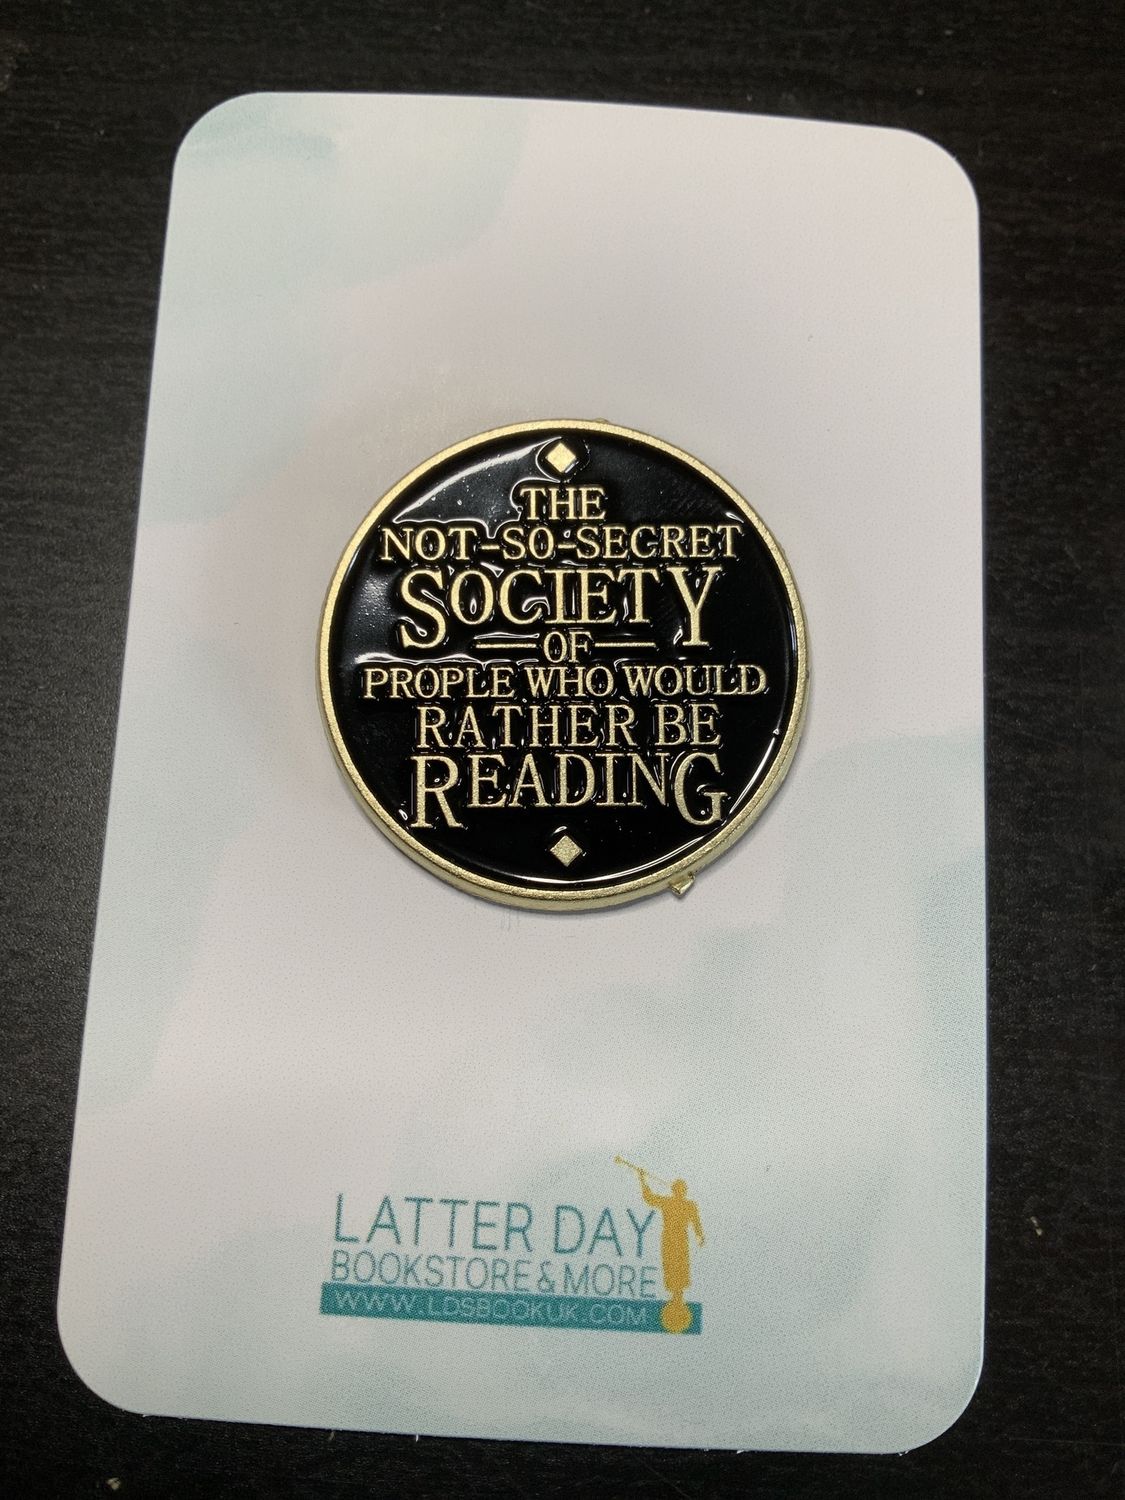 THE
NOT-SO-SECRET
SOCIETY
OF
PROPLE WHO WOULD
RATHER BE
READING
LATTER DAY
BOOKSTORE & MORE
WWW.LDSBOOKUK.COM